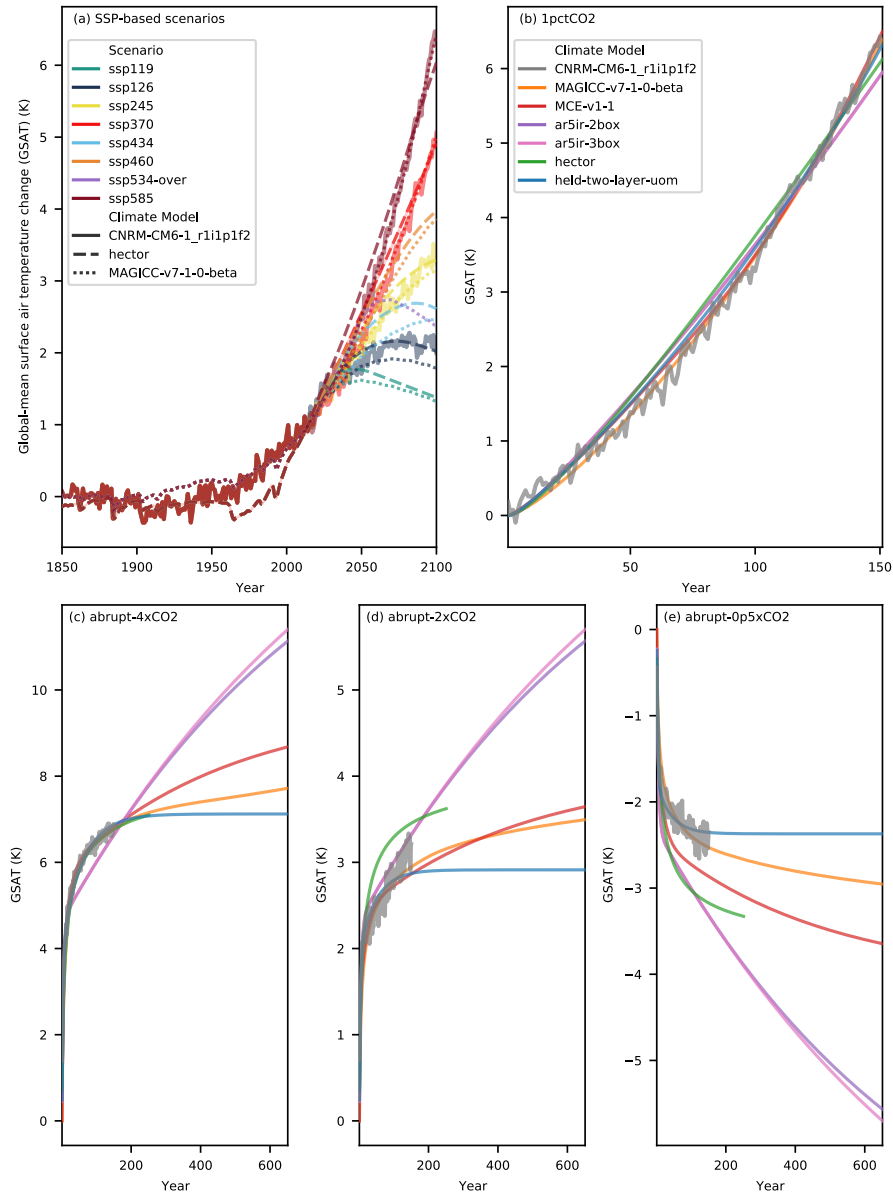 (a) SSP-based scenarios
Scenario
ssp119
ssp126
ssp245
ssp370
ssp434
ssp460
ssp534-over
ssp585
Climate Model
CNRM-CM6-1_r1i1p1f2
hector
MAGICC-v7-1-0-beta
Global-mean surface air temperature change (GSAT) (K)
6
5
4
3
2
1
0
1850
1900
1950
2000
2050
2100
Year
(b) 1pctCO2
Climate Model
CNRM-CM6-1_r1i1p1f2
MAGICC-v7-1-0-beta
MCE-v1-1
ar5ir-2box
ar5ir-3box
hector
held-two-layer-uom
GSAT (K)
6
5
4
3
2
1
0
50
100
150
Year
(c) abrupt-4xCO2
GSAT (K)
10
8
6
4
2
0
200
400
600
Year
(d) abrupt-2xCO2
GSAT (K)
5
4
3
2
1
0
200
400
600
Year
(e) abrupt-0p5xCO2
GSAT (K)
0
−1
−2
−3
−4
−5
200
400
600
Year